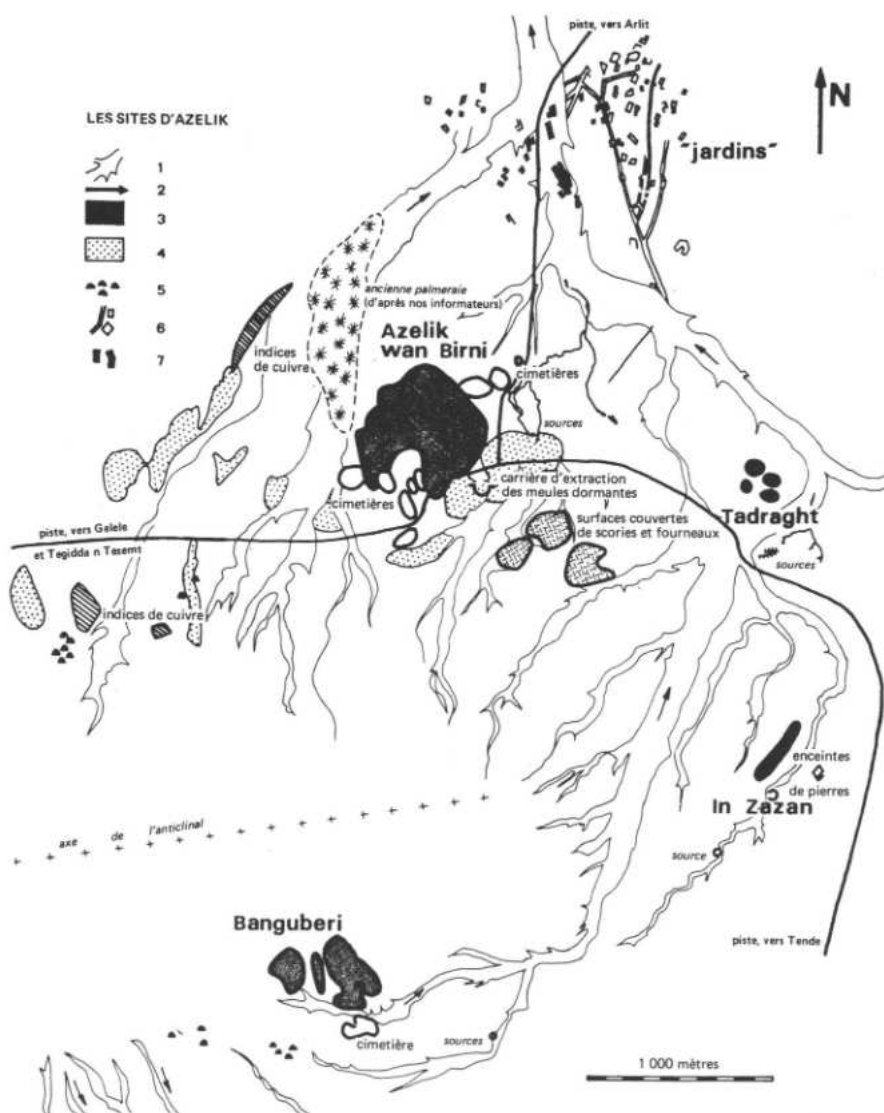 piste, vers Arlit
N
LES SITES D'AZELIK
1
2
3
4
5
6
7
"jardins"
ancienne palmeraie
(d'après nos informateurs)
Azelik
wan Birni
indices
de cuivre
cimetières
sources
carrière d'extraction
des meules dormantes
cimetières
surfaces couvertes
de scories et fourneaux
Tadraght
sources
piste, vers Gelele
et Tegidda n Tesemt
indices de cuivre
enceintes
de pierres
In Zazan
axe de l'anticlinal
source
Banguberi
piste, vers Tende
cimetière
sources
1 000 mètres